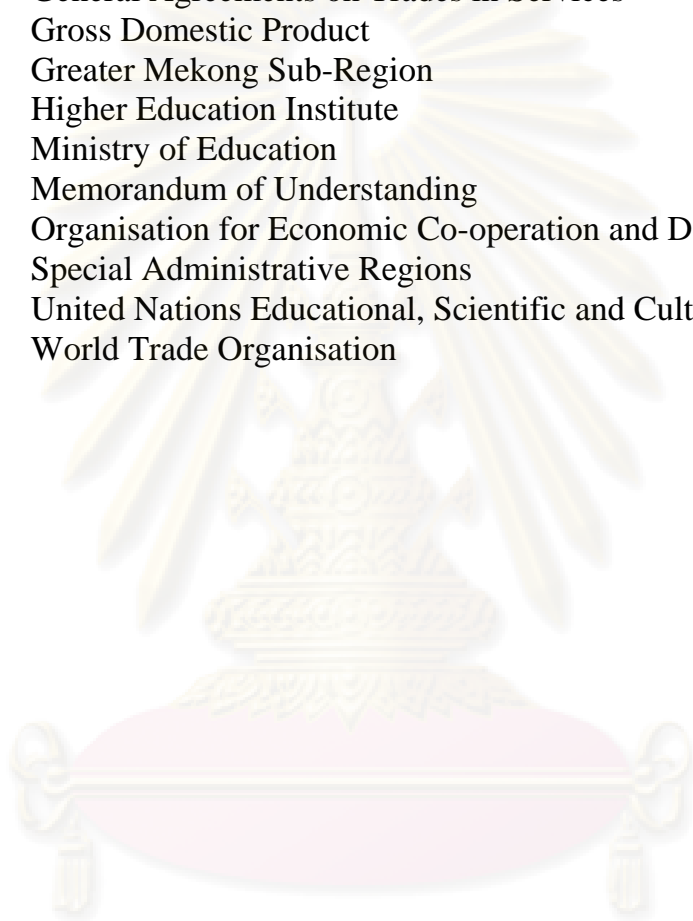 General Agreements on Trades in Services
Gross Domestic Product
Greater Mekong Sub-Region
Higher Education Institute
Ministry of Education
Memorandum of Understanding
Organisation for Economic Co-operation and D
Special Administrative Regions
United Nations Educational, Scientific and Cult
World Trade Organisation